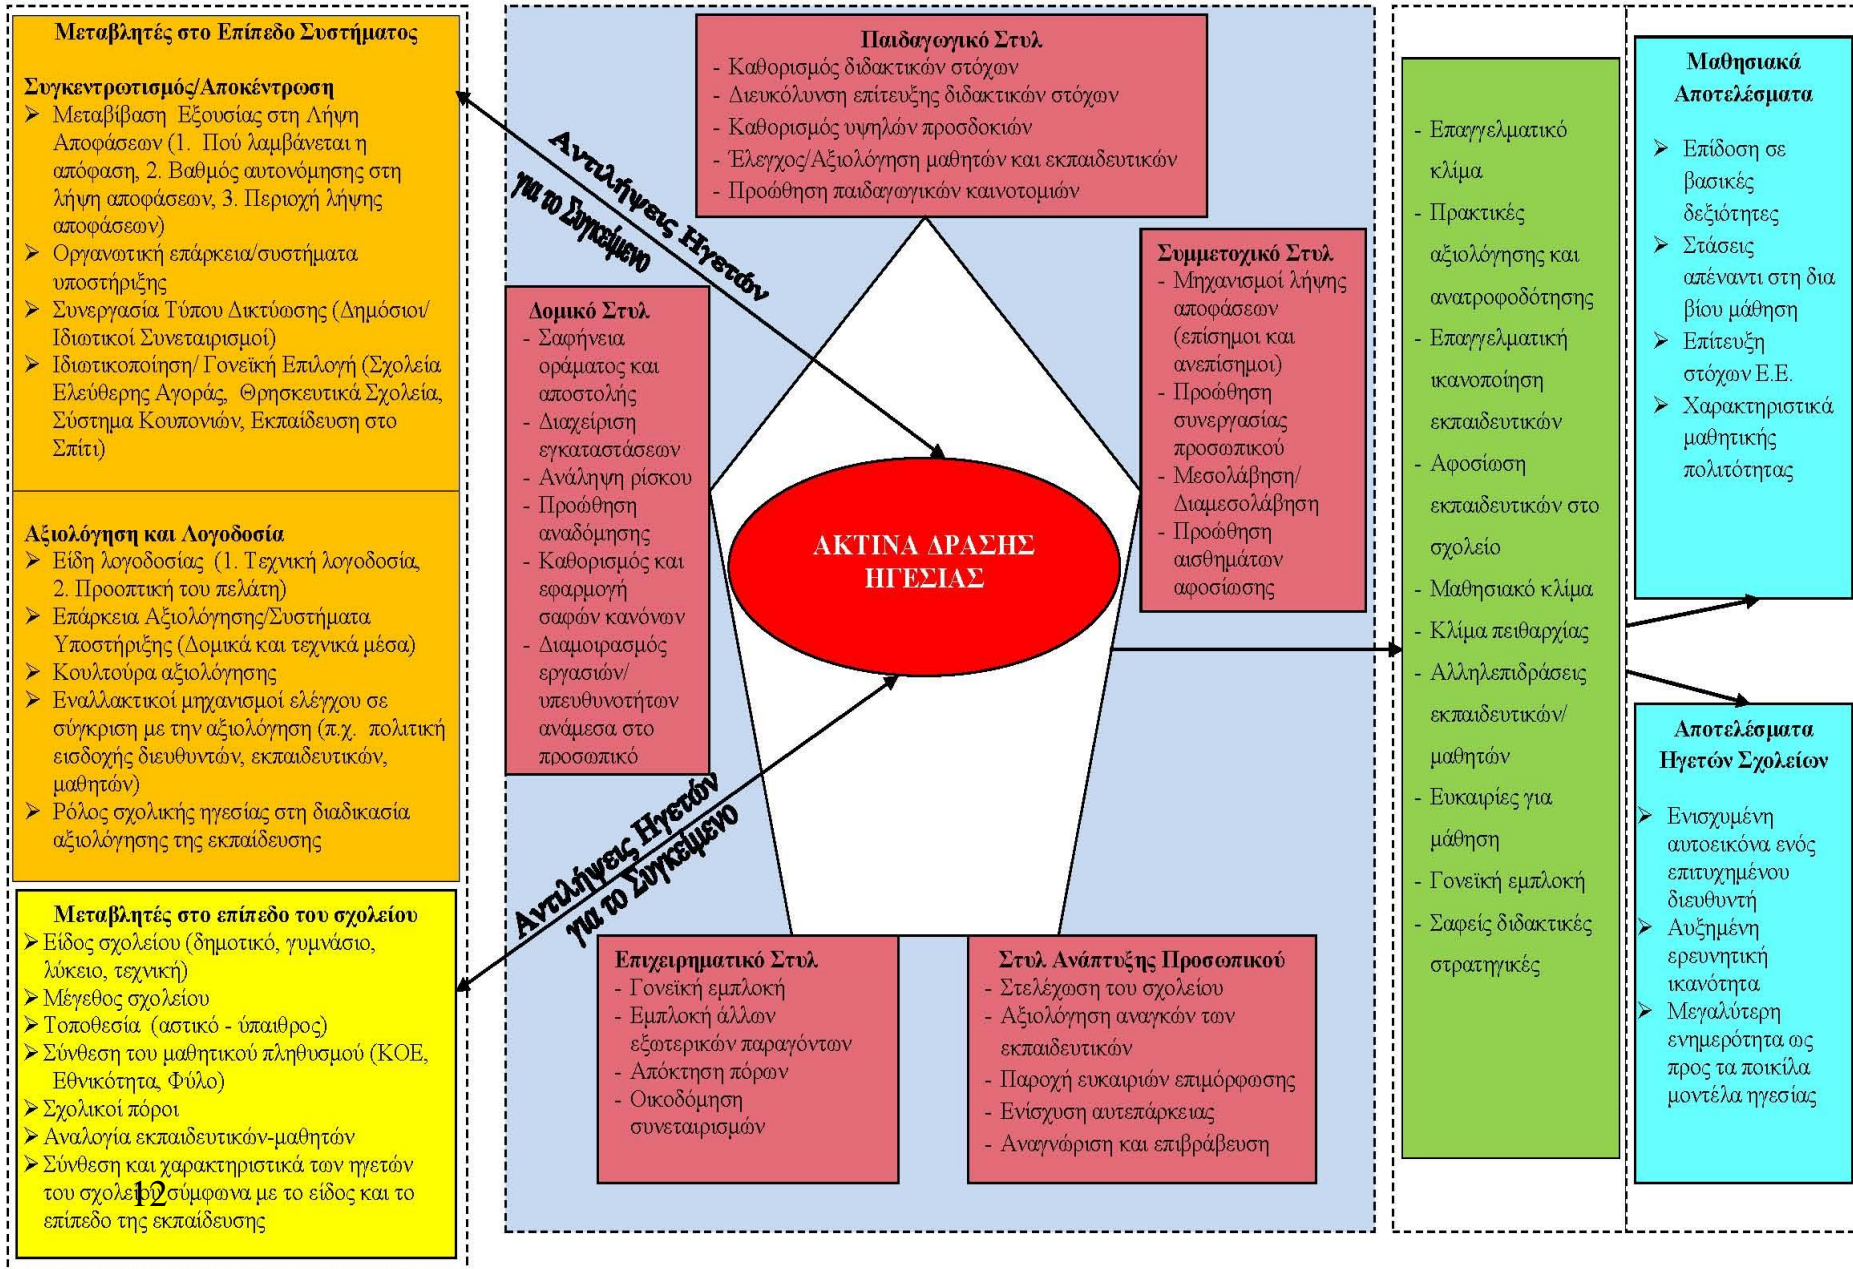 Μεταβλητές στο Επίπεδο Συστήματος
Συγκεντρωτισμός/Αποκέντρωση
➢ Μεταβίβαση Εξουσίας στη Λήψη
Αποφάσεων (1. Πού λαμβάνεται η
απόφαση, 2. Βαθμός αυτονόμησης στη
λήψη αποφάσεων, 3. Περιοχή λήψης
αποφάσεων)
➢ Οργανωτική επάρκεια/συστήματα
υποστήριξης
➢ Συνεργασία Τύπου Δικτύωσης (Δημόσιοι/
Ιδιωτικοί Συνεταιρισμοί)
➢ Ιδιωτικοποίηση/ Γονεϊκή Επιλογή (Σχολεία
Ελεύθερης Αγοράς, Θρησκευτικά Σχολεία,
Σύστημα Κουπονιών, Εκπαίδευση στο
Σπίτι)
Αξιολόγηση και Λογοδοσία
➢ Είδη λογοδοσίας (1. Τεχνική λογοδοσία,
2. Προοπτική του πελάτη)
➢ Επάρκεια Αξιολόγησης/Συστήματα
Υποστήριξης (Δομικά και τεχνικά μέσα)
➢ Κουλτούρα αξιολόγησης
➢ Εναλλακτικοί μηχανισμοί ελέγχου σε
σύγκριση με την αξιολόγηση (π.χ. πολιτική
εισδοχής διευθυντών, εκπαιδευτικών,
μαθητών)
➢ Ρόλος σχολικής ηγεσίας στη διαδικασία
αξιολόγησης της εκπαίδευσης
Μεταβλητές στο επίπεδο του σχολείου
➢ Είδος σχολείου (δημοτικό, γυμνάσιο,
λύκειο, τεχνική)
➢ Μέγεθος σχολείου
➢ Τοποθεσία (αστικό - ύπαιθρος)
➢ Σύνθεση του μαθητικού πληθυσμού (ΚΟΕ,
Εθνικότητα, Φύλο)
➢ Σχολικοί πόροι
➢ Αναλογία εκπαιδευτικών-μαθητών
➢ Σύνθεση και χαρακτηριστικά των ηγετών
του σχολείου σύμφωνα με το είδος και το
επίπεδο της εκπαίδευσης
12
Αντιλήψεις Ηγετών
για το Συγκείμενο
Αντιλήψεις Ηγετών
για το Συγκείμενο
Παιδαγωγικό Στυλ
- Καθορισμός διδακτικών στόχων
- Διευκόλυνση επίτευξης διδακτικών στόχων
- Καθορισμός υψηλών προσδοκιών
- Έλεγχος/Αξιολόγηση μαθητών και εκπαιδευτικών
- Προώθηση παιδαγωγικών καινοτομιών
Δομικό Στυλ
- Σαφήνεια
οράματος και
αποστολής
- Διαχείριση
εγκαταστάσεων
- Ανάληψη ρίσκου
- Προώθηση
αναδόμησης
- Καθορισμός και
εφαρμογή
σαφών κανόνων
- Διαμοιρασμός
εργασιών/
υπευθυνοτήτων
ανάμεσα στο
προσωπικό
ΑΚΤΙΝΑ ΔΡΑΣΗΣ
ΗΓΕΣΙΑΣ
Συμμετοχικό Στυλ
- Μηχανισμοί λήψης
αποφάσεων
(επίσημοι και
ανεπίσημοι)
- Προώθηση
συνεργασίας
προσωπικού
- Μεσολάβηση/
Διαμεσολάβηση
- Προώθηση
αισθημάτων
αφοσίωσης
Επιχειρηματικό Στυλ
- Γονεϊκή εμπλοκή
- Εμπλοκή άλλων
εξωτερικών παραγόντων
- Απόκτηση πόρων
- Οικοδόμηση
συνεταιρισμών
Στυλ Ανάπτυξης Προσωπικού
- Στελέχωση του σχολείου
- Αξιολόγηση αναγκών των
εκπαιδευτικών
- Παροχή ευκαιριών επιμόρφωσης
- Ενίσχυση αυτεπάρκειας
- Αναγνώριση και επιβράβευση
- Επαγγελματικό
κλίμα
- Πρακτικές
αξιολόγησης και
ανατροφοδότησης
- Επαγγελματική
ικανοποίηση
εκπαιδευτικών
- Αφοσίωση
εκπαιδευτικών στο
σχολείο
- Μαθησιακό κλίμα
- Κλίμα πειθαρχίας
- Αλληλεπιδράσεις
εκπαιδευτικών/
μαθητών
- Ευκαιρίες για
μάθηση
- Γονεϊκή εμπλοκή
- Σαφείς διδακτικές
στρατηγικές
Μαθησιακά
Αποτελέσματα
➢ Επίδοση σε
βασικές
δεξιότητες
➢ Στάσεις
απέναντι στη δια
βίου μάθηση
➢ Επίτευξη
στόχων Ε.Ε.
➢ Χαρακτηριστικά
μαθητικής
πολιτότητας
Αποτελέσματα
Ηγετών Σχολείων
➢ Ενισχυμένη
αυτοεικόνα ενός
επιτυχημένου
διευθυντή
➢ Αυξημένη
ερευνητική
ικανότητα
➢ Μεγαλύτερη
ενημερότητα ως
προς τα ποικίλα
μοντέλα ηγεσίας